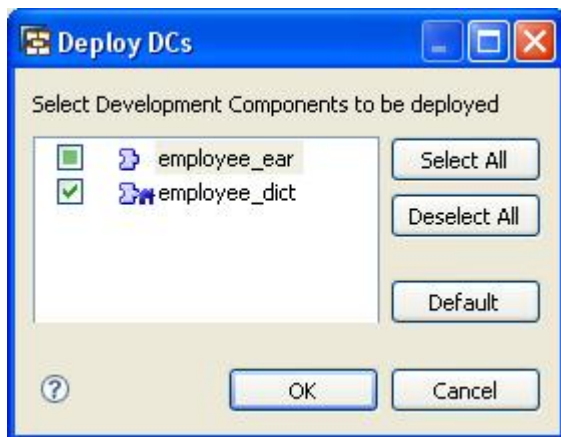 Deploy DCs
Select Development Components to be deployed
employee_ear
employee_dict
Select All
Deselect All
Default
?
OK
Cancel